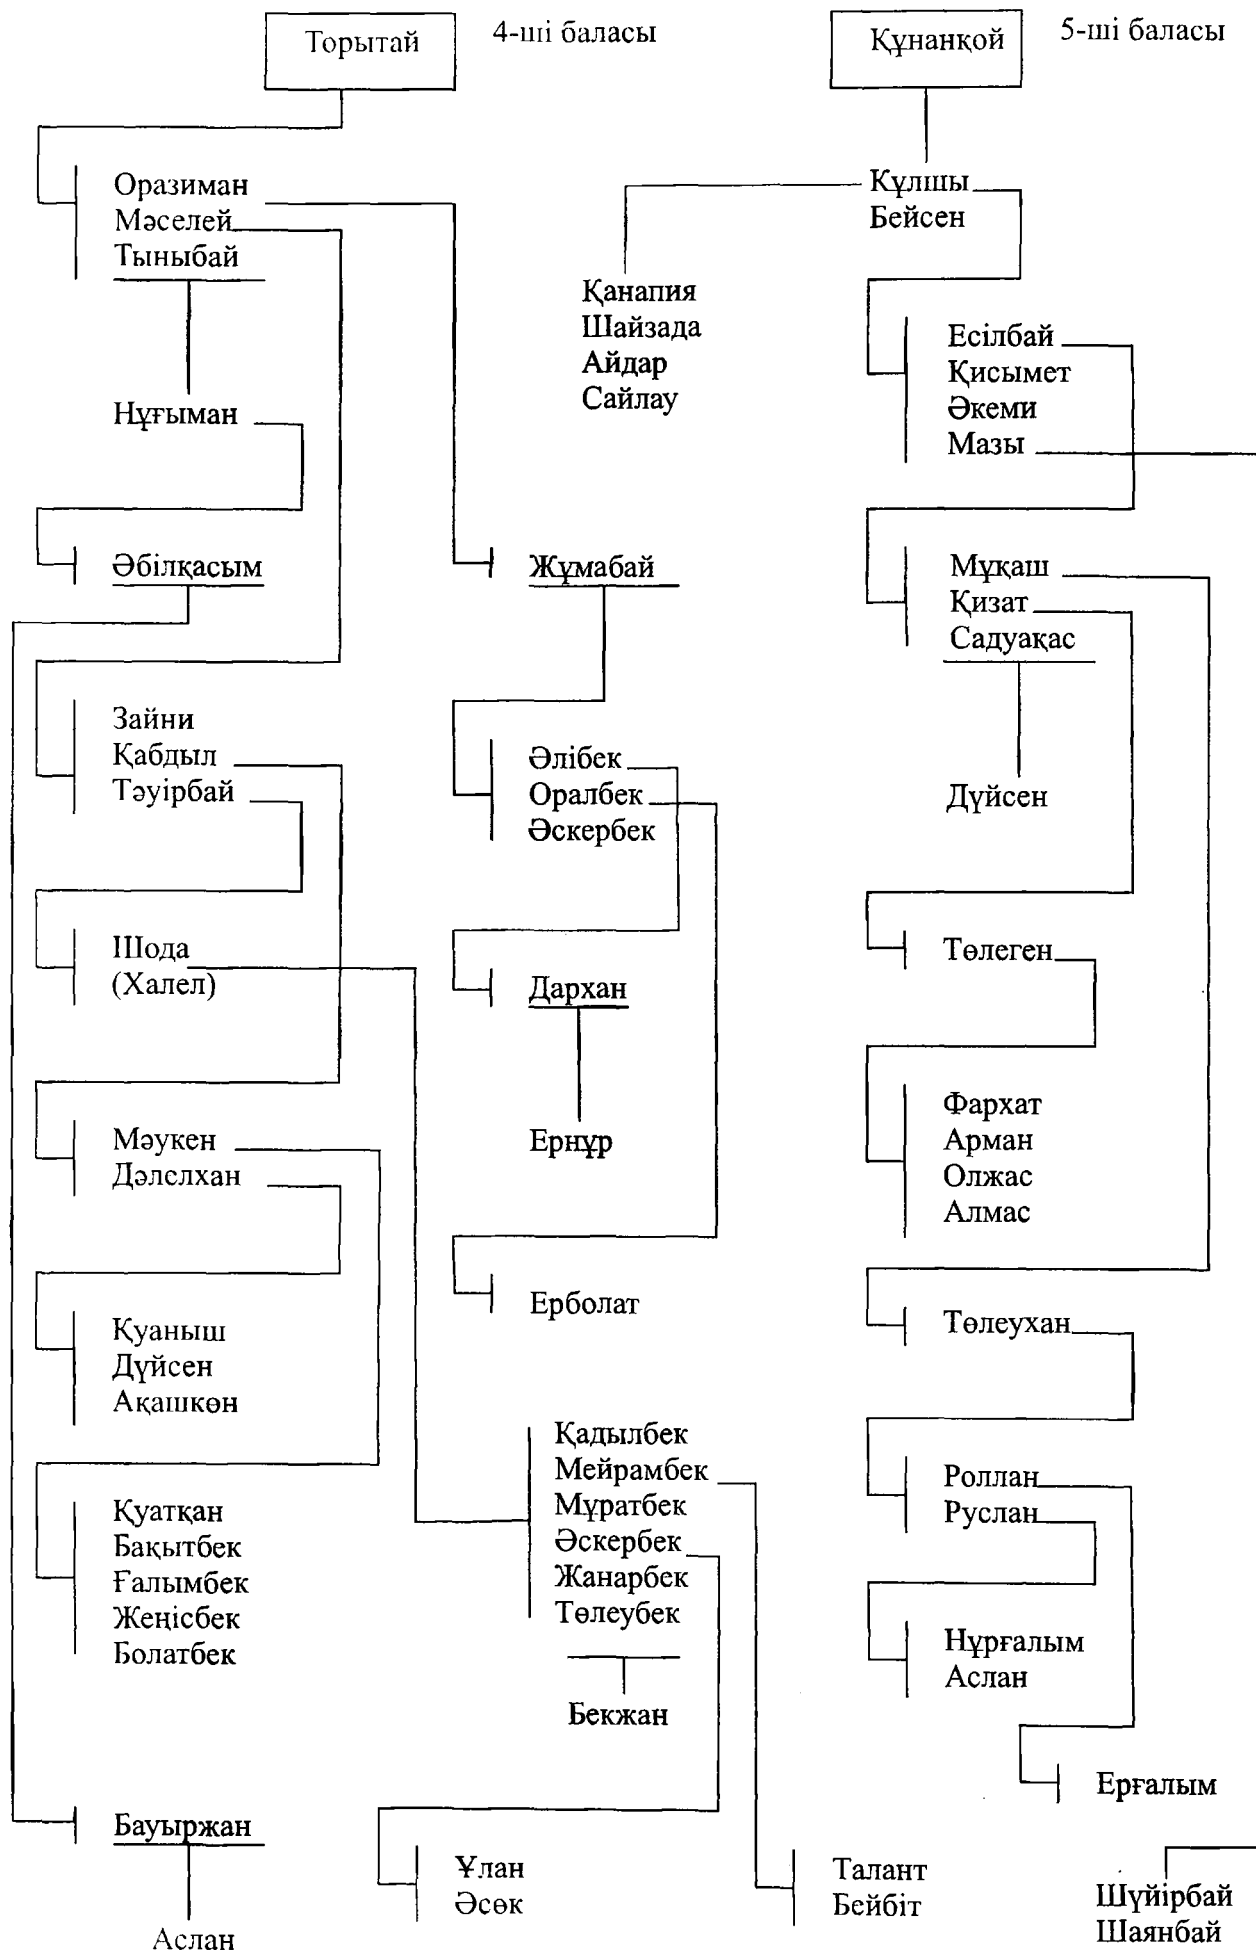 Торытай
4-ші баласы
Құнанқой
5-ші баласы
Оразиман
Мәселей
Тыныбай
Құлшы
Бейсен
Қанапия
Шайзада
Айдар
Сайлау
Есілбай
Қисымет
Әкеми
Мазы
Нұғыман
Әбілқасым
Жұмабай
Мұқаш
Қизат
Садуақас
Зайни
Қабдыл
Тәуірбай
Әлібек
Оралбек
Әскербек
Дүйсен
Шода
(Халел)
Дархан
Төлеген
Мәукен
Дәлелхан
Ернұр
Фархат
Арман
Олжас
Алмас
Қуаныш
Дүйсен
Ақашкөн
Ерболат
Төлеухан
Қадылбек
Мейрамбек
Мұратбек
Әскербек
Жанарбек
Төлеубек
Роллан
Руслан
Қуатқан
Бақытбек
Ғалымбек
Жеңісбек
Болатбек
Нұрғалым
Аслан
Бекжан
Ерғалым
Бауыржан
Ұлан
Әсөк
Талант
Бейбіт
Шүйірбай
Шаянбай
Аслан